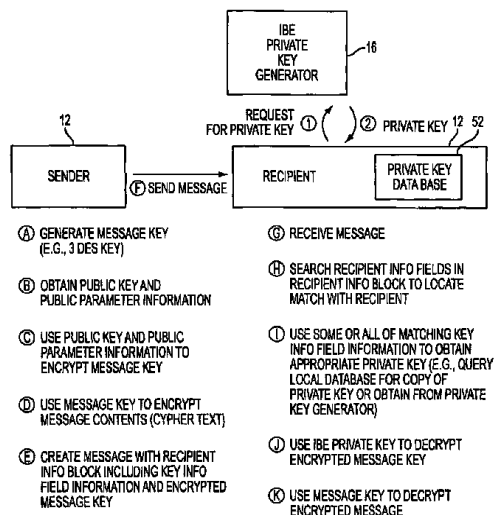 IBE
PRIVATE
KEY
GENERATOR
16
REQUEST
FOR PRIVATE KEY ①
② PRIVATE KEY
12
12
52
SENDER
Ⓕ SEND MESSAGE
RECIPIENT
PRIVATE KEY
DATA BASE
Ⓐ GENERATE MESSAGE KEY
(E.G., 3 DES KEY)
Ⓑ OBTAIN PUBLIC KEY AND
PUBLIC PARAMETER INFORMATION
Ⓒ USE PUBLIC KEY AND PUBLIC
PARAMETER INFORMATION TO
ENCRYPT MESSAGE KEY
Ⓓ USE MESSAGE KEY TO ENCRYPT
MESSAGE CONTENTS (CYPHER TEXT)
Ⓔ CREATE MESSAGE WITH RECIPIENT
INFO BLOCK INCLUDING KEY INFO
FIELD INFORMATION AND ENCRYPTED
MESSAGE KEY
Ⓖ RECEIVE MESSAGE
Ⓗ SEARCH RECIPIENT INFO FIELDS IN
RECIPIENT INFO BLOCK TO LOCATE
MATCH WITH RECIPIENT
Ⓘ USE SOME OR ALL OF MATCHING KEY
INFO FIELD INFORMATION TO OBTAIN
APPROPRIATE PRIVATE KEY (E.G., QUERY
LOCAL DATABASE FOR COPY OF
PRIVATE KEY OR OBTAIN FROM PRIVATE
KEY GENERATOR)
Ⓙ USE IBE PRIVATE KEY TO DECRYPT
ENCRYPTED MESSAGE KEY
Ⓚ USE MESSAGE KEY TO DECRYPT
ENCRYPTED MESSAGE